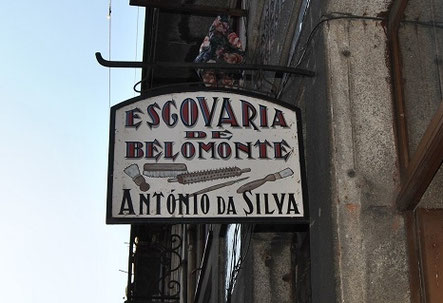 ESCOVARIA
DE
BELOMONTE
ANTÓNIO DA SILVA